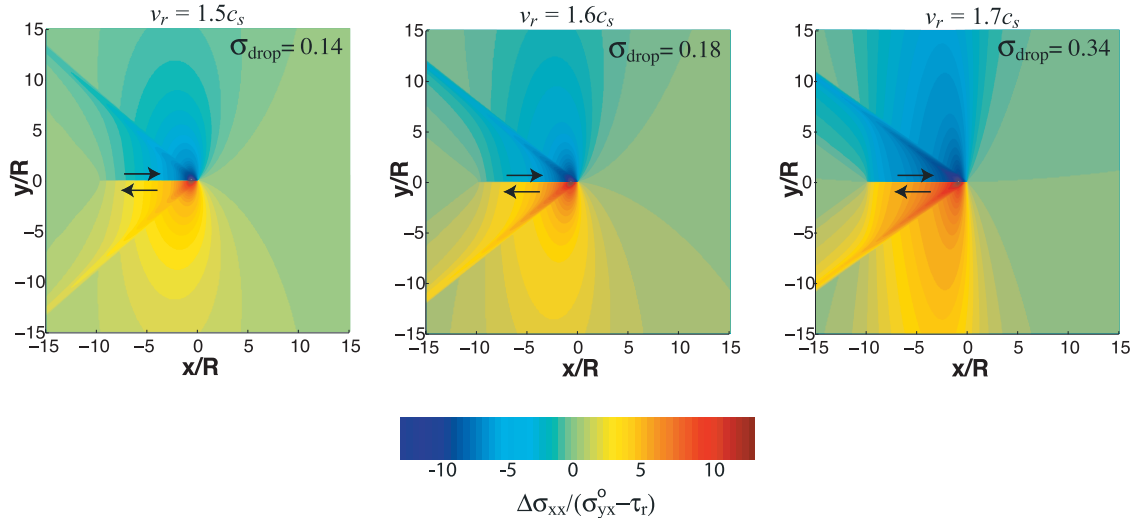 v_r = 1.5c_s
v_r = 1.6c_s
v_r = 1.7c_s
σ_drop= 0.14
σ_drop= 0.18
σ_drop= 0.34
15
10
5
0
−5
−10
−15
y/R
−15 −10 −5 0 5 10 15
x/R
15
10
5
0
−5
−10
−15
y/R
−15 −10 −5 0 5 10 15
x/R
15
10
5
0
−5
−10
−15
y/R
−15 −10 −5 0 5 10 15
x/R
-10 -5 0 5 10
Δσ_xx/(σ^o_yx−τ_r)